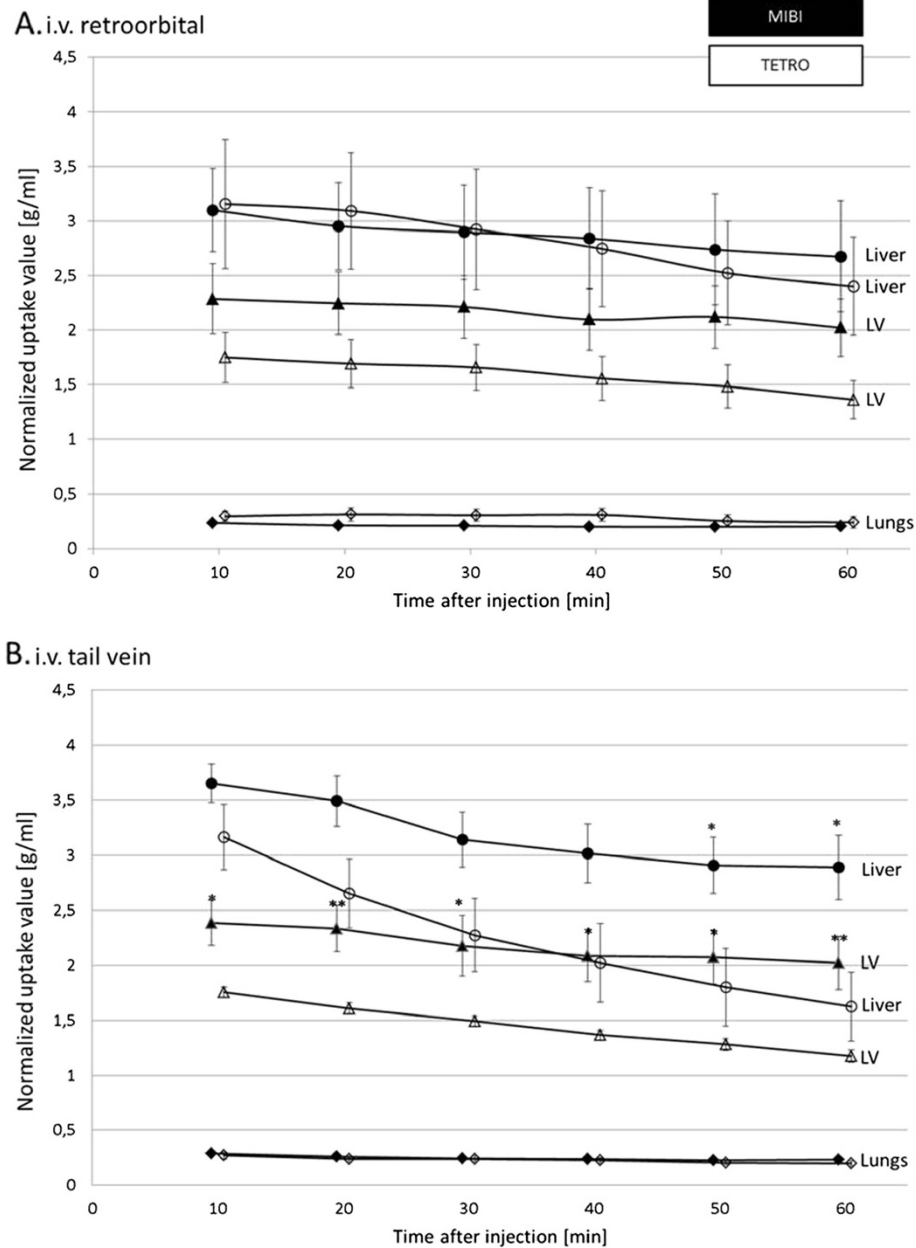 A. i.v. retroorbital
MIBI
TETRO
Normalized uptake value [g/ml]
4,5
4
3,5
3
2,5
2
1,5
1
0,5
0
Liver
Liver
LV
LV
Lungs
0 10 20 30 40 50 60
Time after injection [min]
B. i.v. tail vein
Normalized uptake value [g/ml]
4,5
4
3,5
3
2,5
2
1,5
1
0,5
0
* *
Liver
* ** * * * **
LV
Liver
LV
Lungs
0 10 20 30 40 50 60
Time after injection [min]